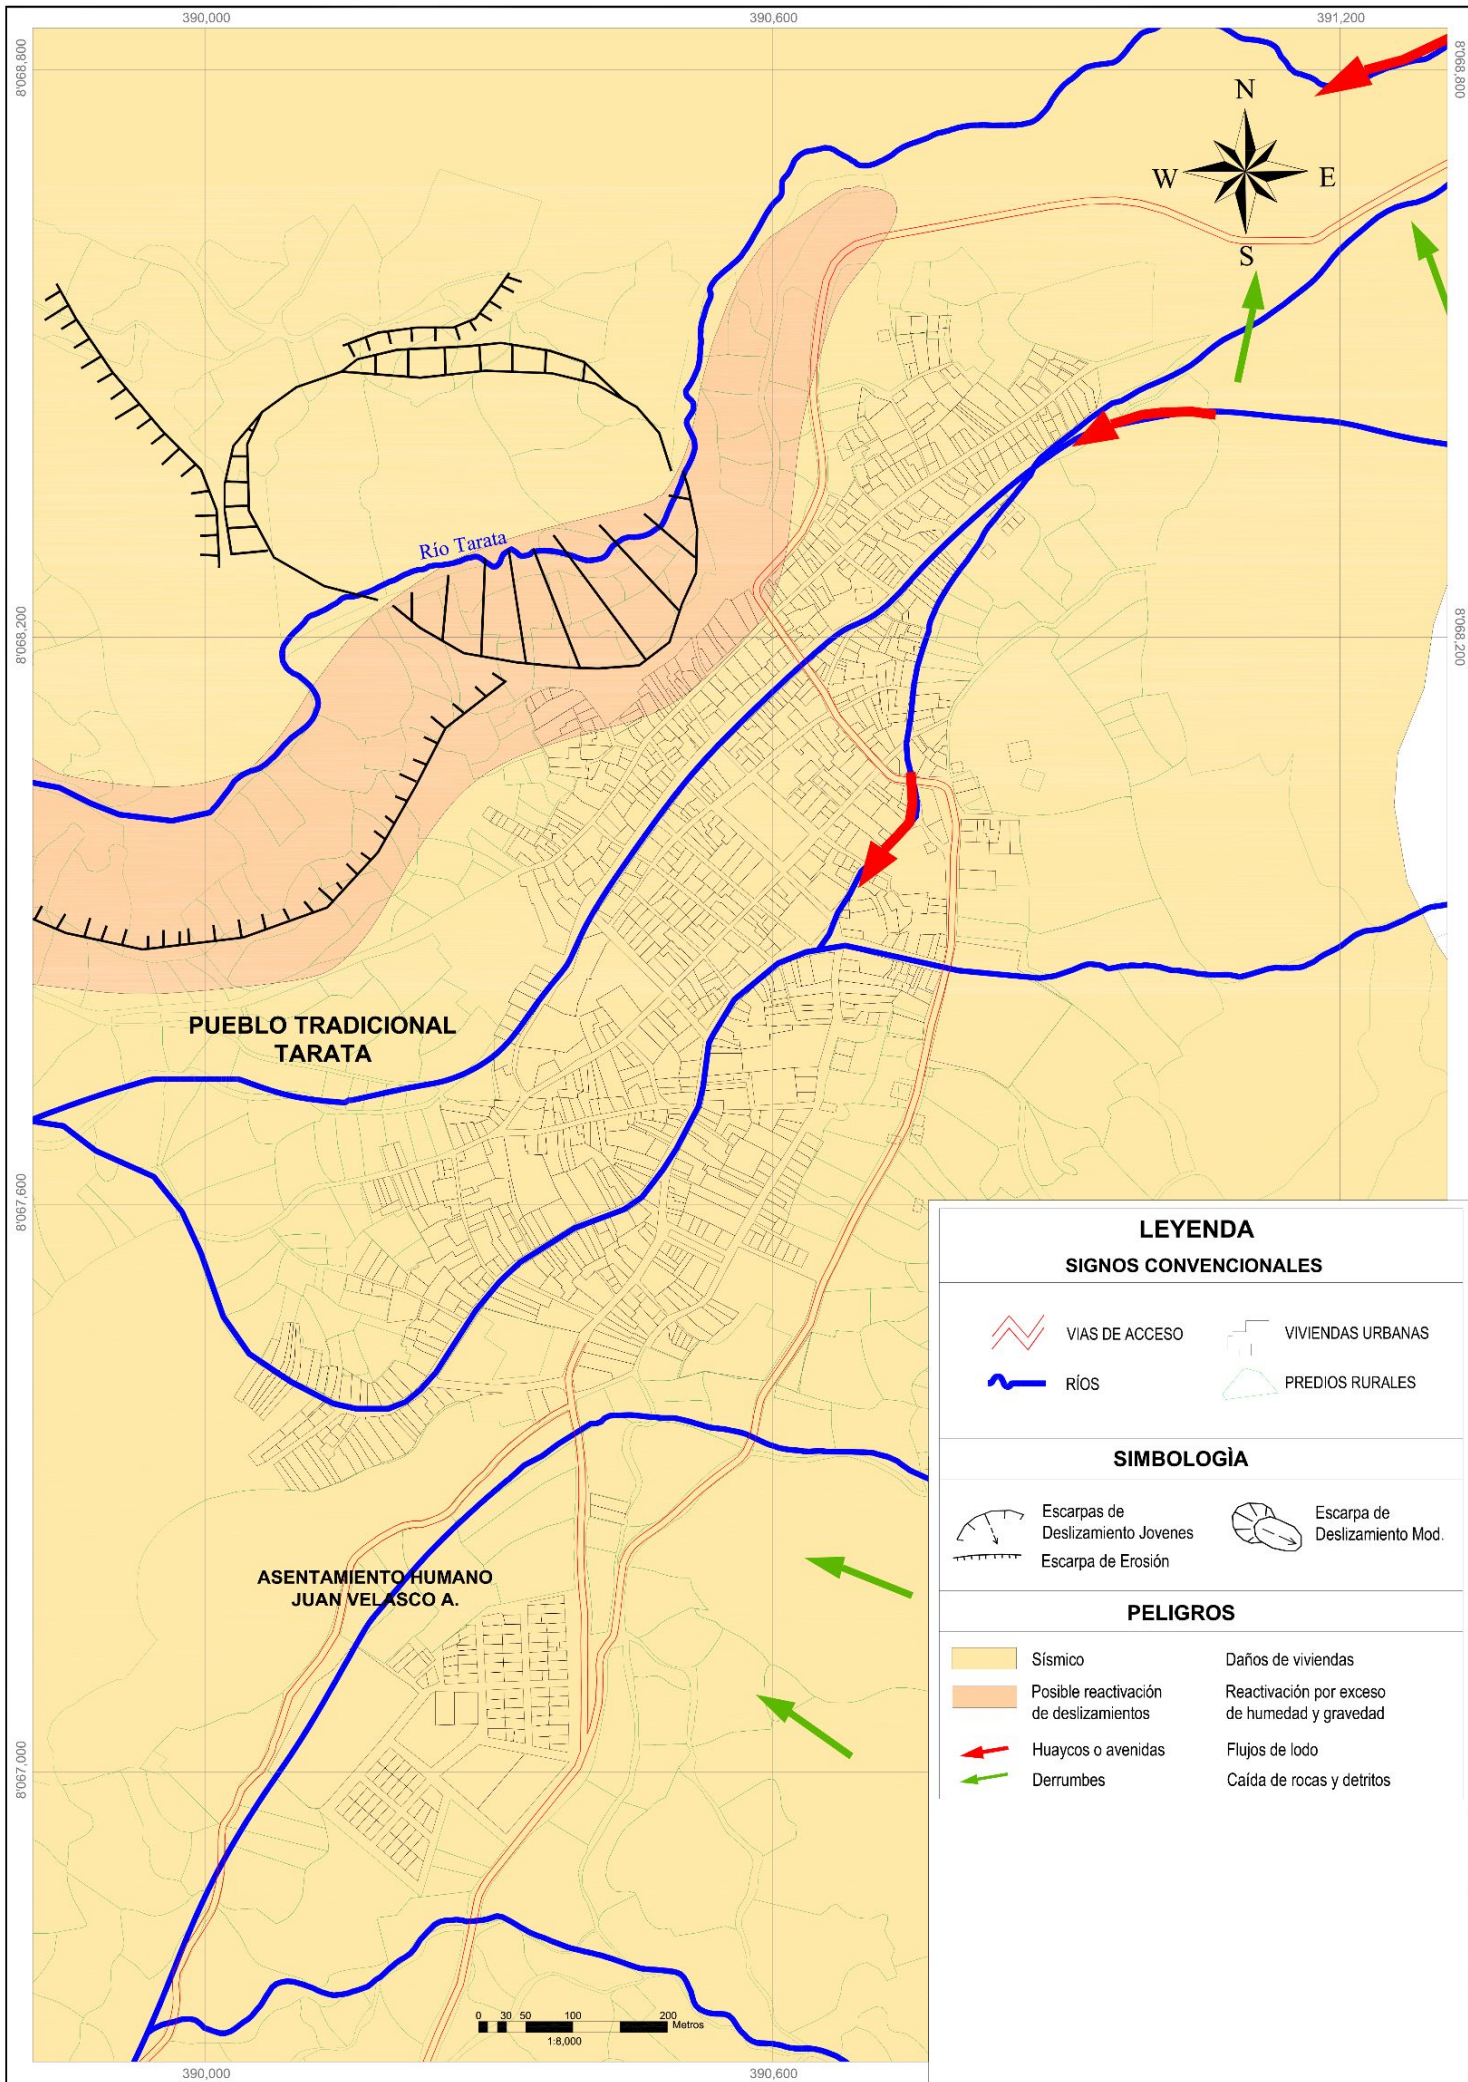 390,000
390,600
391,200
8'068,800
8'068,800
N
W
E
S
Río Tarata
8'068,200
8'068,200
PUEBLO TRADICIONAL
TARATA
8'067,600
LEYENDA
SIGNOS CONVENCIONALES
VIAS DE ACCESO
VIVIENDAS URBANAS
RÍOS
PREDIOS RURALES
SIMBOLOGÌA
Escarpas de
Deslizamiento Jovenes
Escarpa de
Deslizamiento Mod.
Escarpa de Erosión
ASENTAMIENTO HUMANO
JUAN VELASCO A.
PELIGROS
Sísmico
Daños de viviendas
Posible reactivación
de deslizamientos
Reactivación por exceso
de humedad y gravedad
Huaycos o avenidas
Flujos de lodo
Derrumbes
Caída de rocas y detritos
8'067,000
0 30 50 100 200
Metros
1:8,000
390,000
390,600